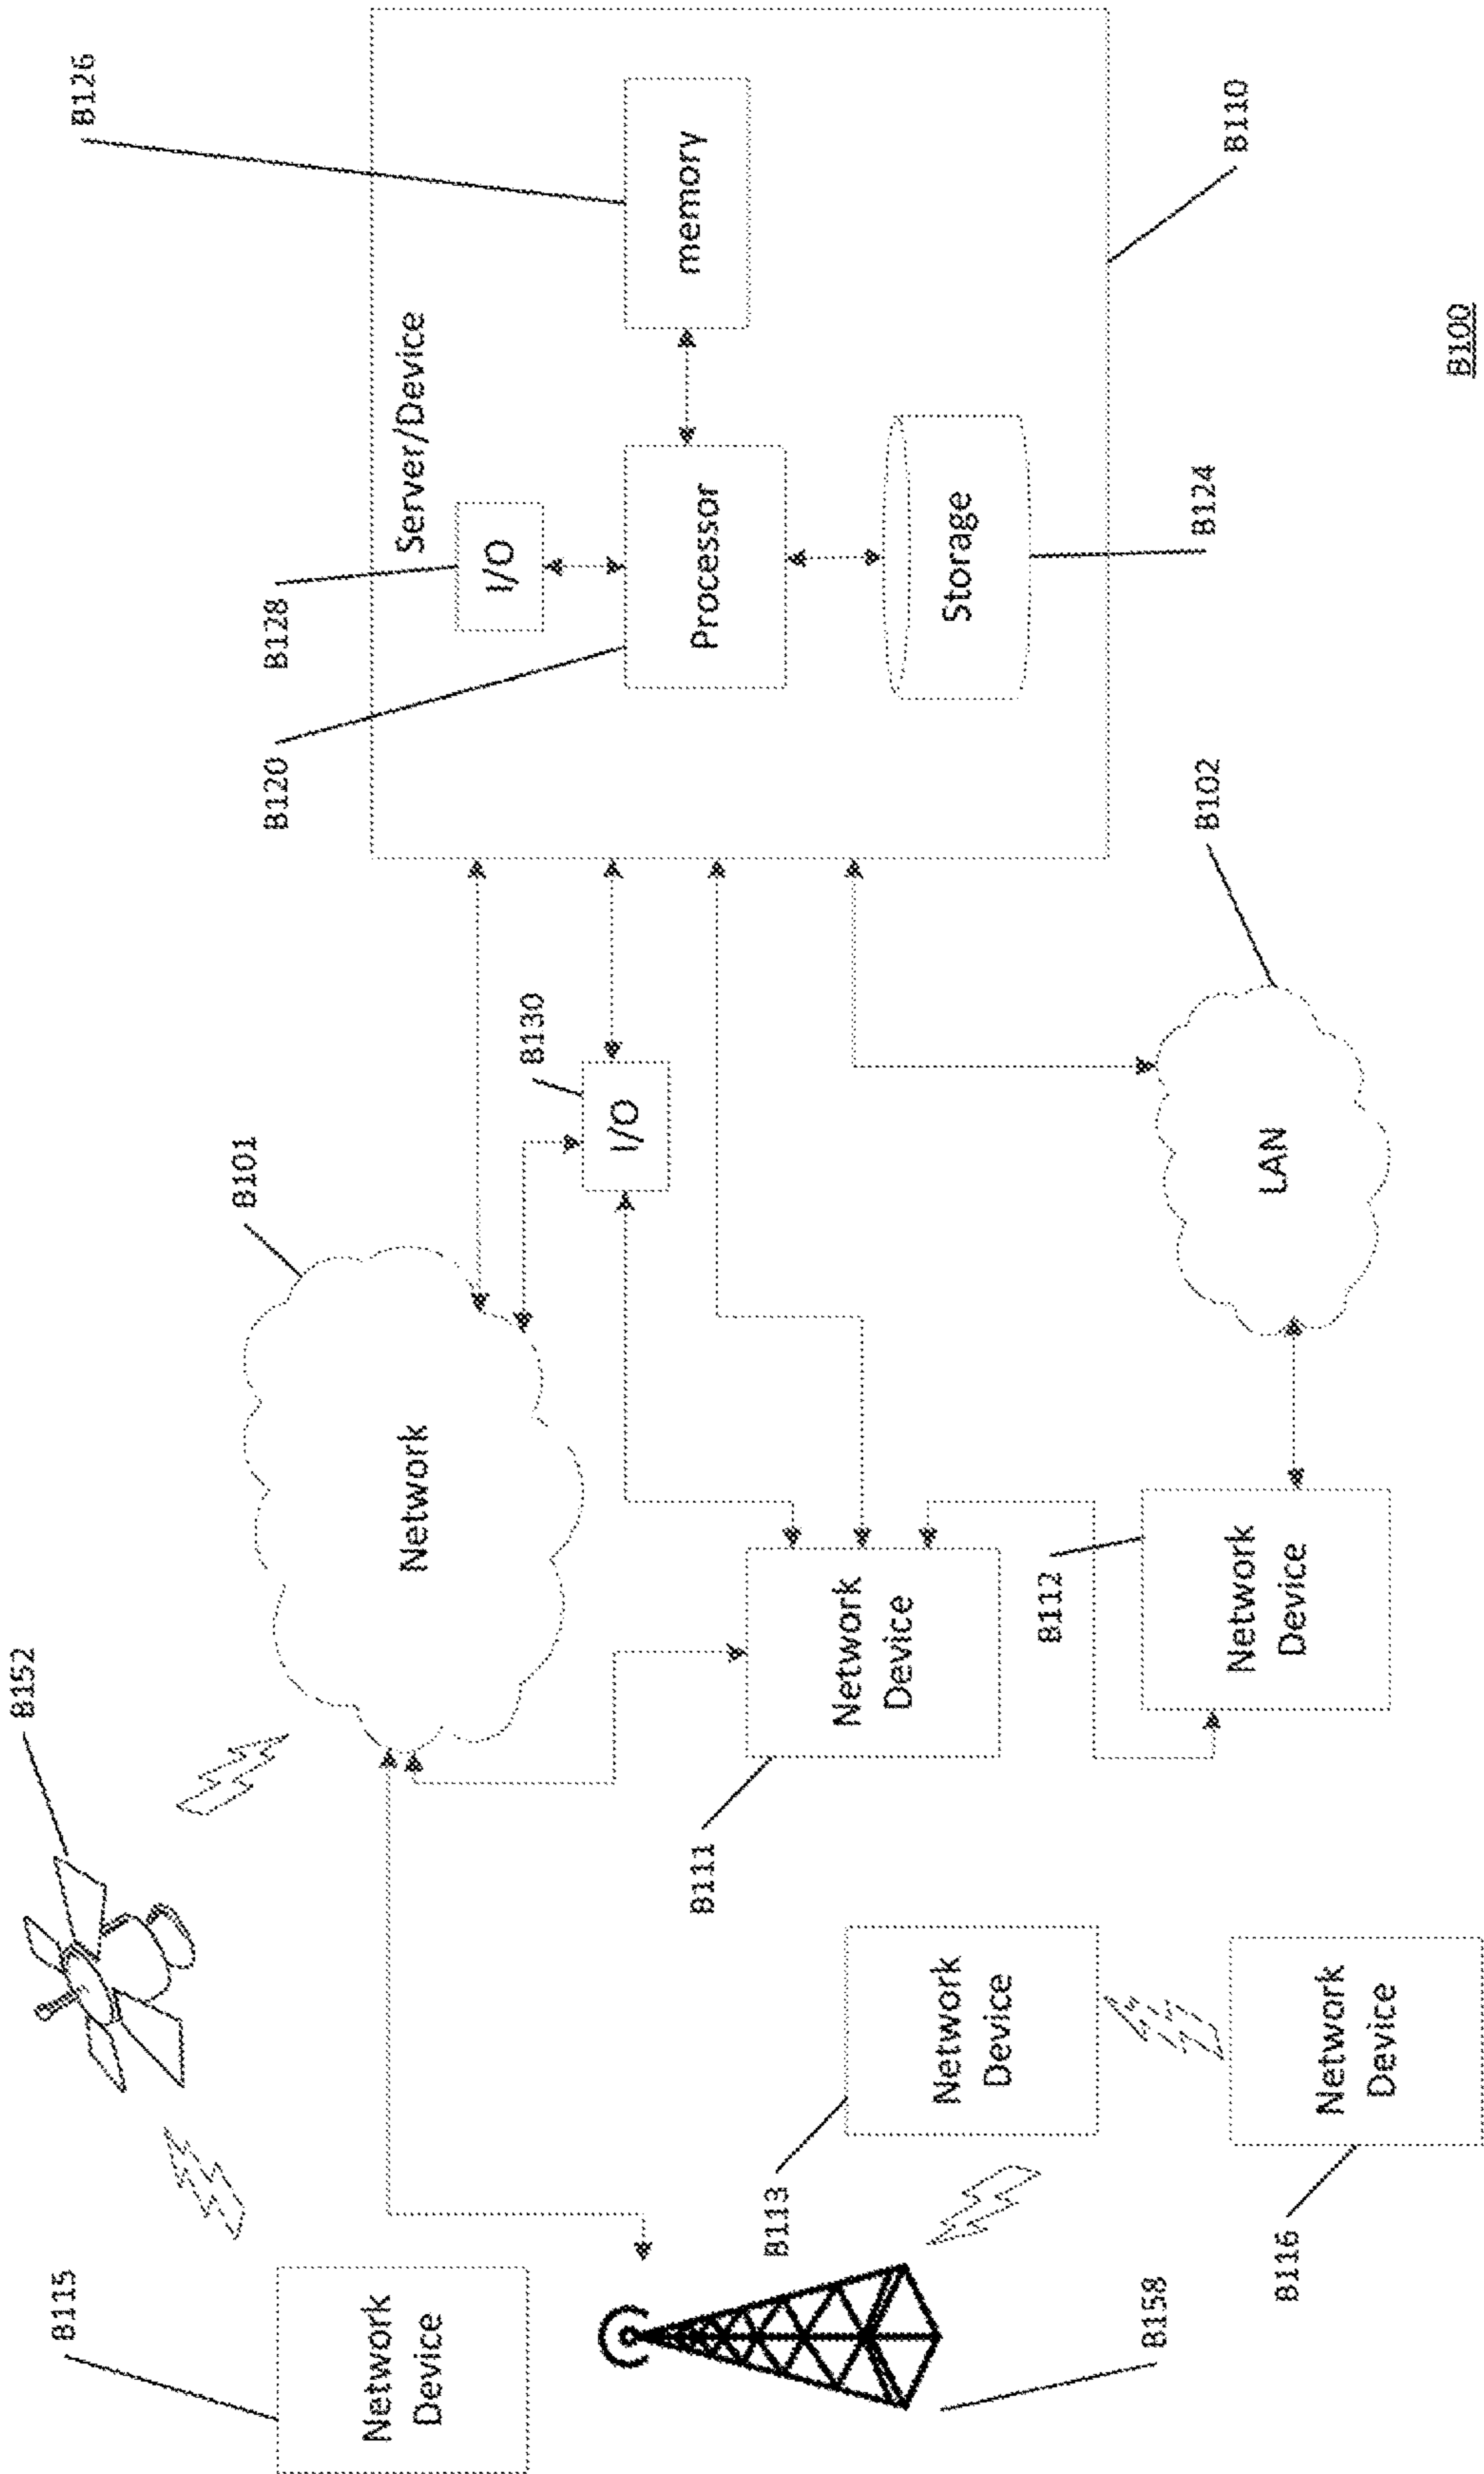 B115
Network
Device
B152
B158
B113
Network
Device
B116
Network
Device
B101
Network
B111
Network
Device
B112
Network
Device
B130
I/O
B102
LAN
B120
B128
B126
Server/Device
I/O
Processor
memory
Storage
B124
B110
B100